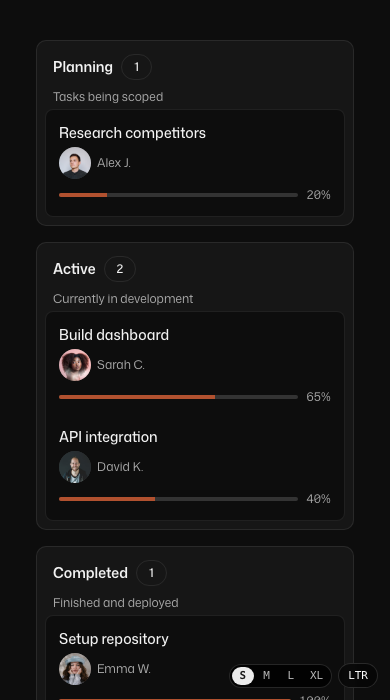 Planning 1
Tasks being scoped
Research competitors
Alex J.
20%
Active 2
Currently in development
Build dashboard
Sarah C.
65%
API integration
David K.
40%
Completed 1
Finished and deployed
Setup repository
Emma W.
100%
S M L XL LTR